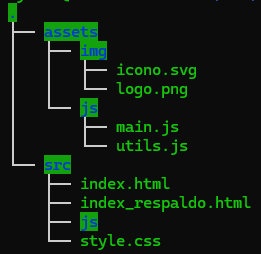 .
assets
img
icono.svg
logo.png
js
main.js
utils.js
src
index.html
index_respaldo.html
js
style.css